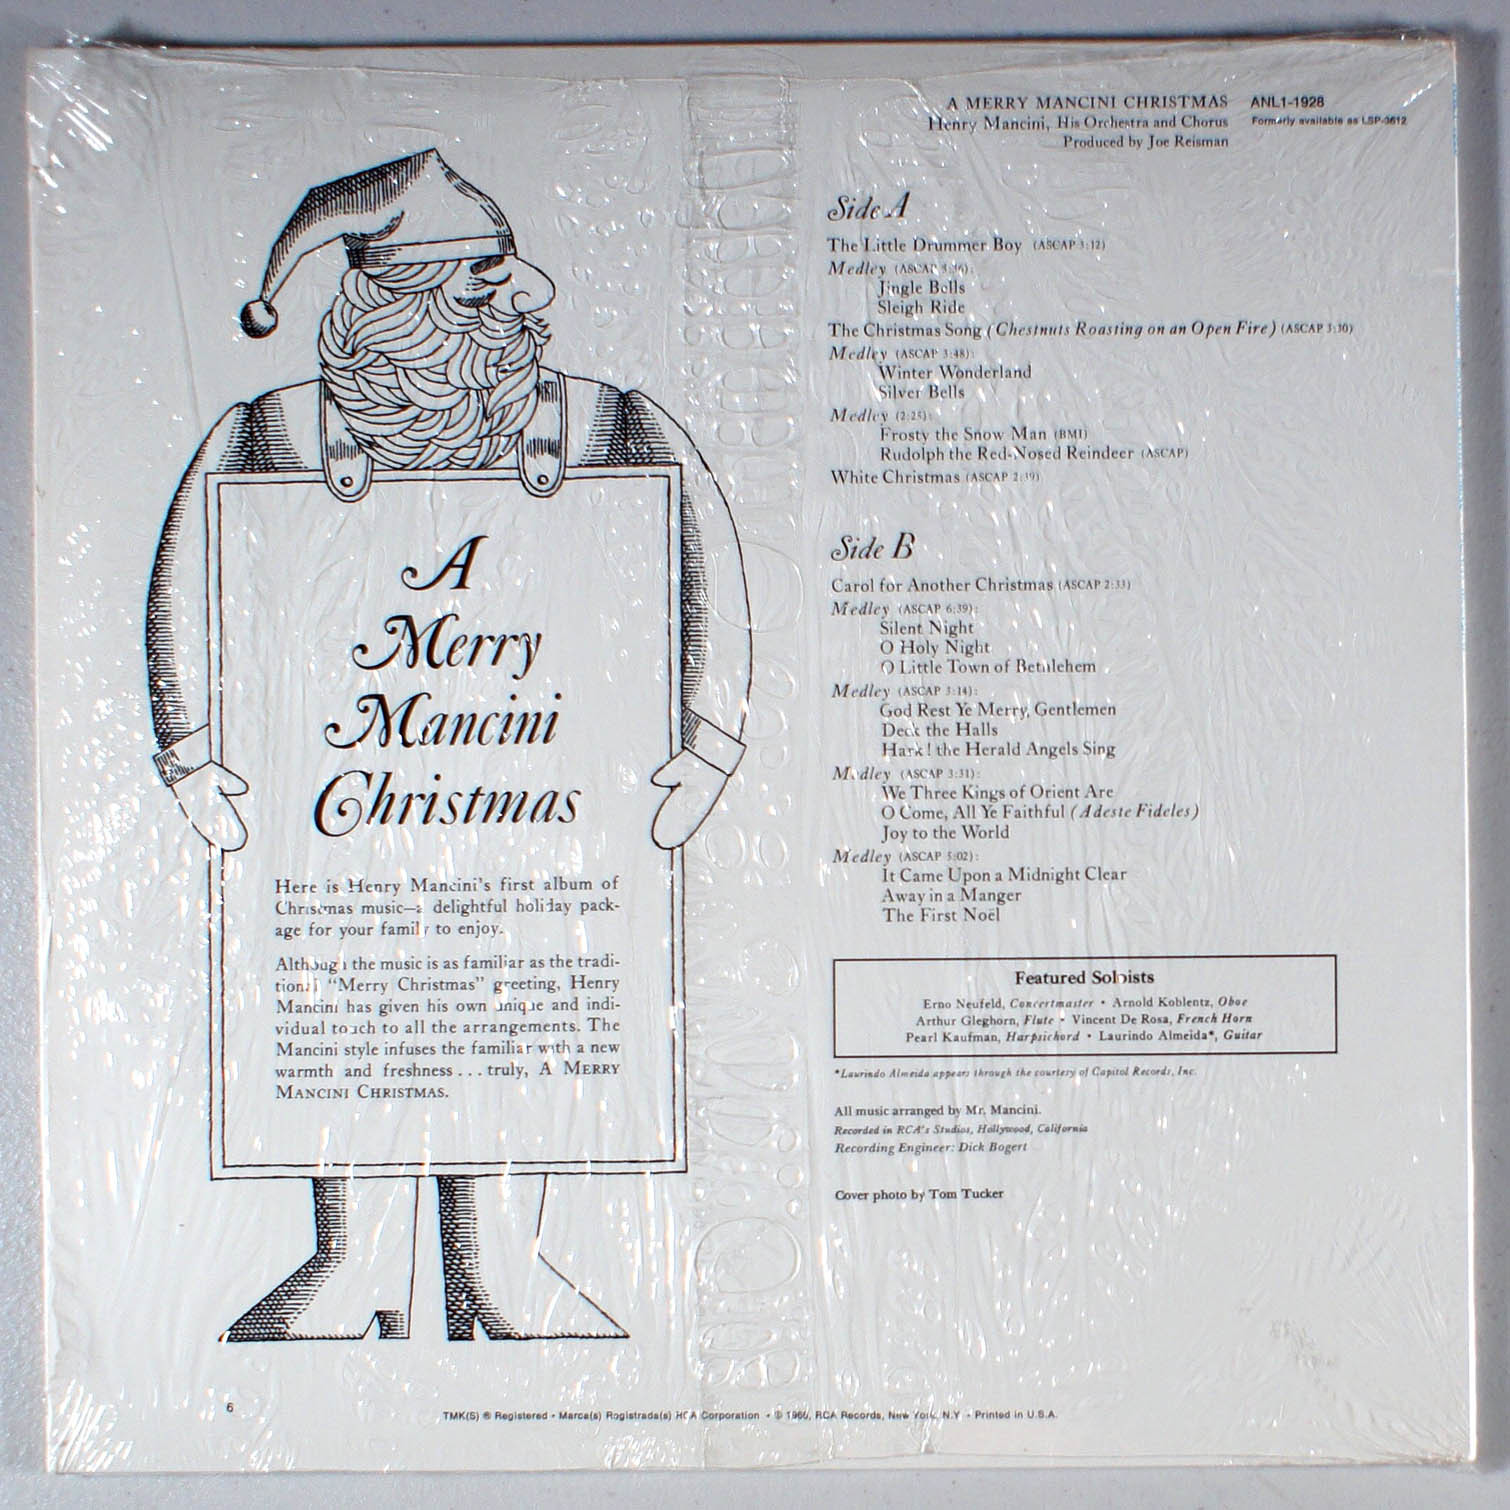 A MERRY MANCINI CHRISTMAS ANL1-1928
Henry Mancini, His Orchestra and Chorus Formerly available as LSP-3612
Produced by Joe Reisman
Side A
The Little Drummer Boy (ASCAP 3:12)
Medley (ASCAP 3:36):
Jingle Bells
Sleigh Ride
The Christmas Song (Chestnuts Roasting on an Open Fire) (ASCAP 3:30)
Medley (ASCAP 3:48):
Winter Wonderland
Silver Bells
Medley (2:25):
Frosty the Snow Man (BMI)
Rudolph the Red-Nosed Reindeer (ASCAP)
White Christmas (ASCAP 2:39)
Side B
Carol for Another Christmas (ASCAP 2:33)
Medley (ASCAP 6:39):
Silent Night
O Holy Night
O Little Town of Bethlehem
Medley (ASCAP 3:14):
God Rest Ye Merry, Gentlemen
Deck the Halls
Hark! the Herald Angels Sing
Medley (ASCAP 3:31):
We Three Kings of Orient Are
O Come, All Ye Faithful (Adeste Fideles)
Joy to the World
Medley (ASCAP 5:02):
It Came Upon a Midnight Clear
Away in a Manger
The First Noël
Featured Soloists
Erno Neufeld, Concertmaster • Arnold Koblentz, Oboe
Arthur Gleghorn, Flute • Vincent De Rosa, French Horn
Pearl Kaufman, Harpsichord • Laurindo Almeida*, Guitar
*Laurindo Almeida appears through the courtesy of Capitol Records, Inc.
All music arranged by Mr. Mancini.
Recorded in RCA's Studios, Hollywood, California
Recording Engineer: Dick Bogert
Cover photo by Tom Tucker
A
Merry
Mancini
Christmas
Here is Henry Mancini's first album of
Christmas music—a delightful holiday pack-
age for your family to enjoy.
Although the music is as familiar as the tradi-
tional "Merry Christmas" greeting, Henry
Mancini has given his own unique and indi-
vidual touch to all the arrangements. The
Mancini style infuses the familiar with a new
warmth and freshness . . . truly, A MERRY
MANCINI CHRISTMAS.
6
TMK(S) ® Registered • Marca(s) Registrada(s) RCA Corporation • © 1966, RCA Records, New York, N.Y. • Printed in U.S.A.